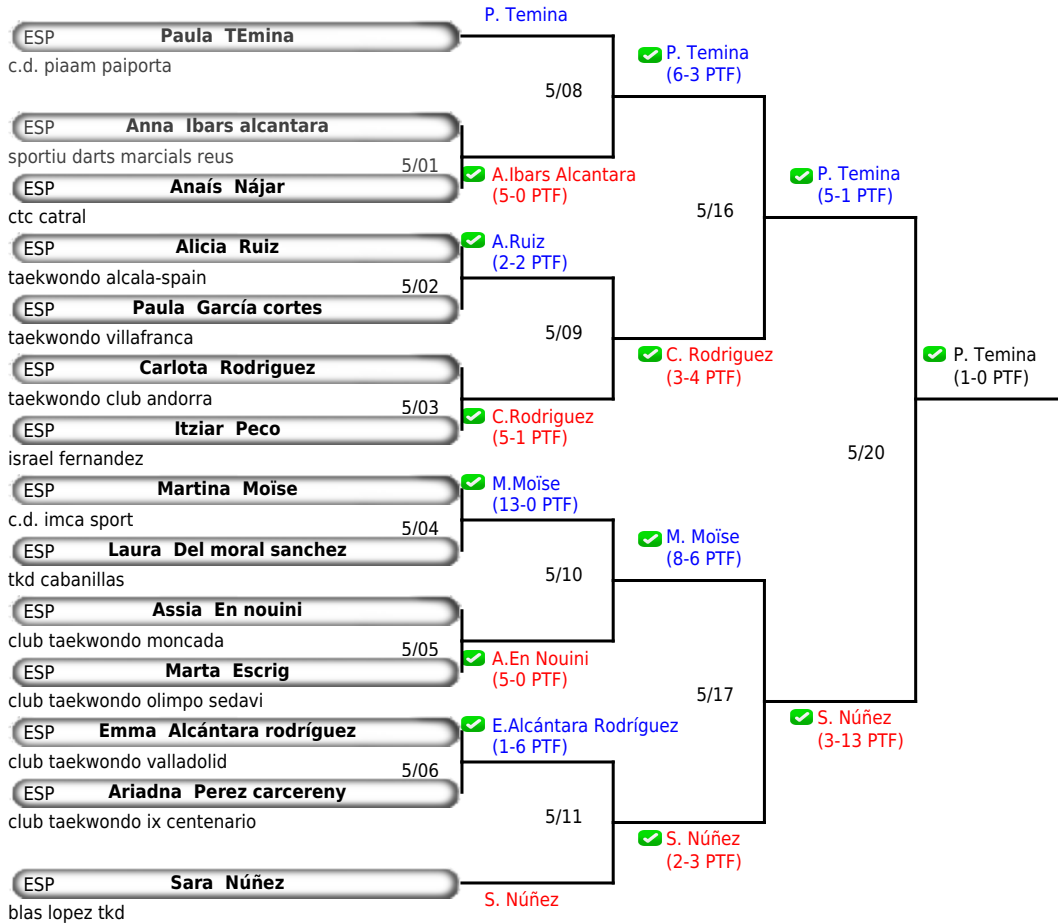 P. Temina
ESP Paula TEmina
c.d. piaam paiporta
P. Temina
(6-3 PTF)
5/08
ESP Anna Ibars alcantara
sportiu darts marcials reus
5/01
A.Ibars Alcantara
(5-0 PTF)
ESP Anaís Nájar
ctc catral
P. Temina
(5-1 PTF)
5/16
ESP Alicia Ruiz
A.Ruiz
(2-2 PTF)
taekwondo alcala-spain
5/02
ESP Paula García cortes
taekwondo villafranca
5/09
C. Rodriguez
(3-4 PTF)
P. Temina
(1-0 PTF)
ESP Carlota Rodriguez
taekwondo club andorra
5/03
C.Rodriguez
(5-1 PTF)
ESP Itziar Peco
israel fernandez
5/20
ESP Martina Moïse
M.Moïse
(13-0 PTF)
c.d. imca sport
5/04
M. Moïse
(8-6 PTF)
ESP Laura Del moral sanchez
tkd cabanillas
5/10
ESP Assia En nouini
club taekwondo moncada
5/05
A.En Nouini
(5-0 PTF)
ESP Marta Escrig
club taekwondo olimpo sedavi
5/17
S. Núñez
(3-13 PTF)
ESP Emma Alcántara rodríguez
E.Alcántara Rodríguez
(1-6 PTF)
club taekwondo valladolid
5/06
ESP Ariadna Perez carcereny
club taekwondo ix centenario
5/11
S. Núñez
(2-3 PTF)
ESP Sara Núñez
S. Núñez
blas lopez tkd